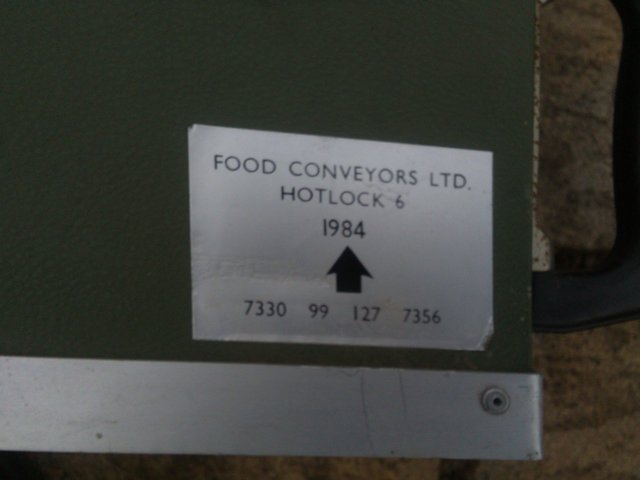 FOOD CONVEYORS LTD.
HOTLOCK 6
1984
7330 99 127 7356